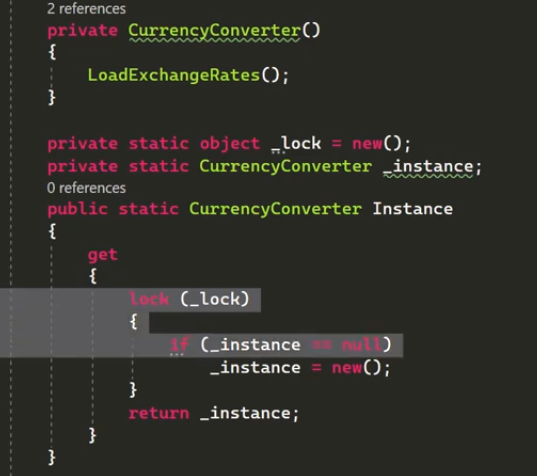 2 references
private CurrencyConverter()
{
LoadExchangeRates();
}
private static object _lock = new();
private static CurrencyConverter _instance;
0 references
public static CurrencyConverter Instance
{
get
{
lock (_lock)
{
if (_instance == null)
_instance = new();
}
return _instance;
}
}